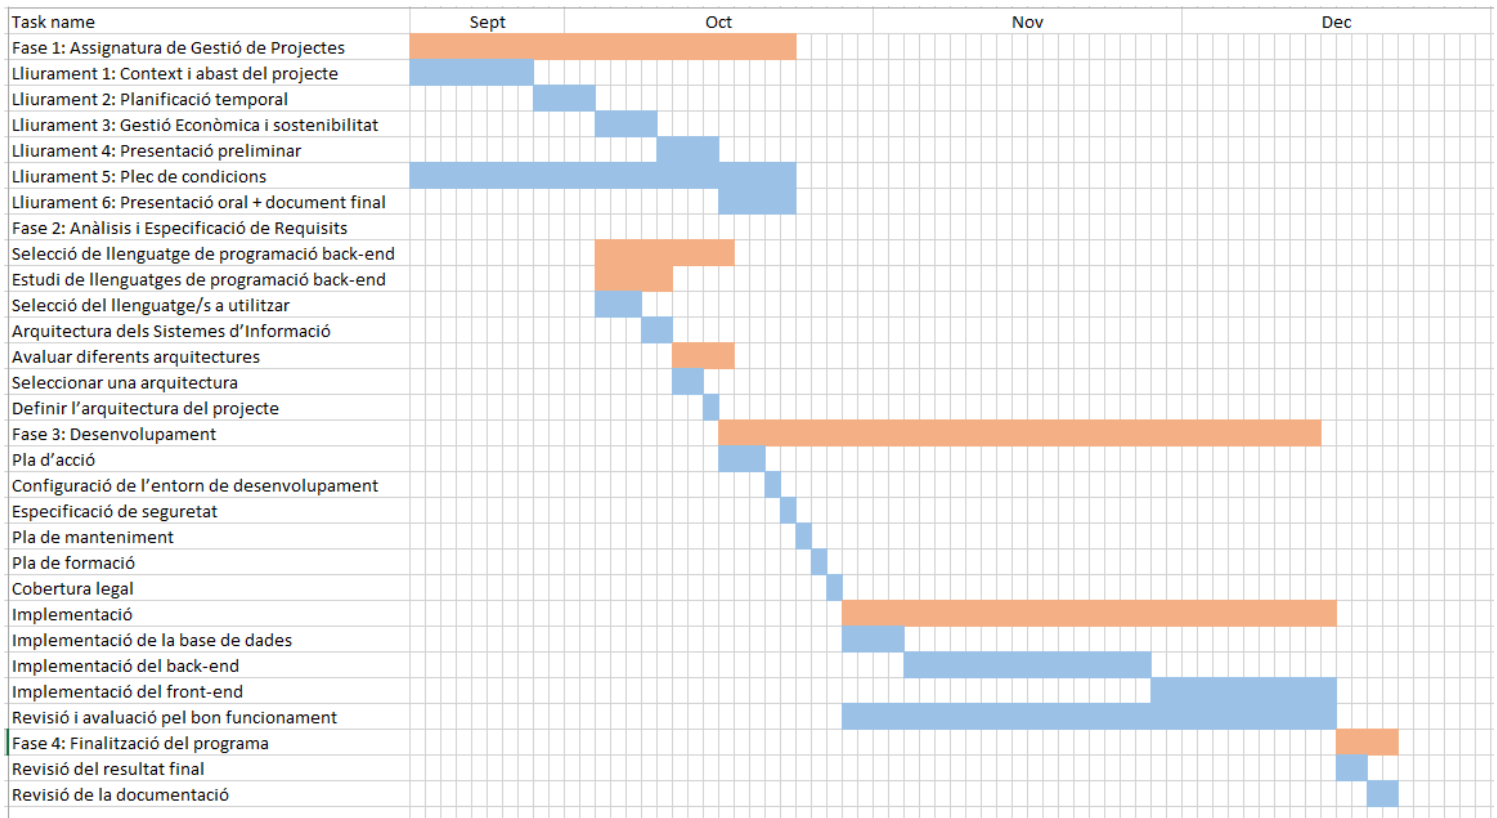 Task name Sept Oct Nov Dec
Fase 1: Assignatura de Gestió de Projectes
Lliurament 1: Context i abast del projecte
Lliurament 2: Planificació temporal
Lliurament 3: Gestió Econòmica i sostenibilitat
Lliurament 4: Presentació preliminar
Lliurament 5: Plec de condicions
Lliurament 6: Presentació oral + document final
Fase 2: Anàlisis i Especificació de Requisits
Selecció de llenguatge de programació back-end
Estudi de llenguatges de programació back-end
Selecció del llenguatge/s a utilitzar
Arquitectura dels Sistemes d’Informació
Avaluar diferents arquitectures
Seleccionar una arquitectura
Definir l’arquitectura del projecte
Fase 3: Desenvolupament
Pla d’acció
Configuració de l’entorn de desenvolupament
Especificació de seguretat
Pla de manteniment
Pla de formació
Cobertura legal
Implementació
Implementació de la base de dades
Implementació del back-end
Implementació del front-end
Revisió i avaluació pel bon funcionament
Fase 4: Finalització del programa
Revisió del resultat final
Revisió de la documentació